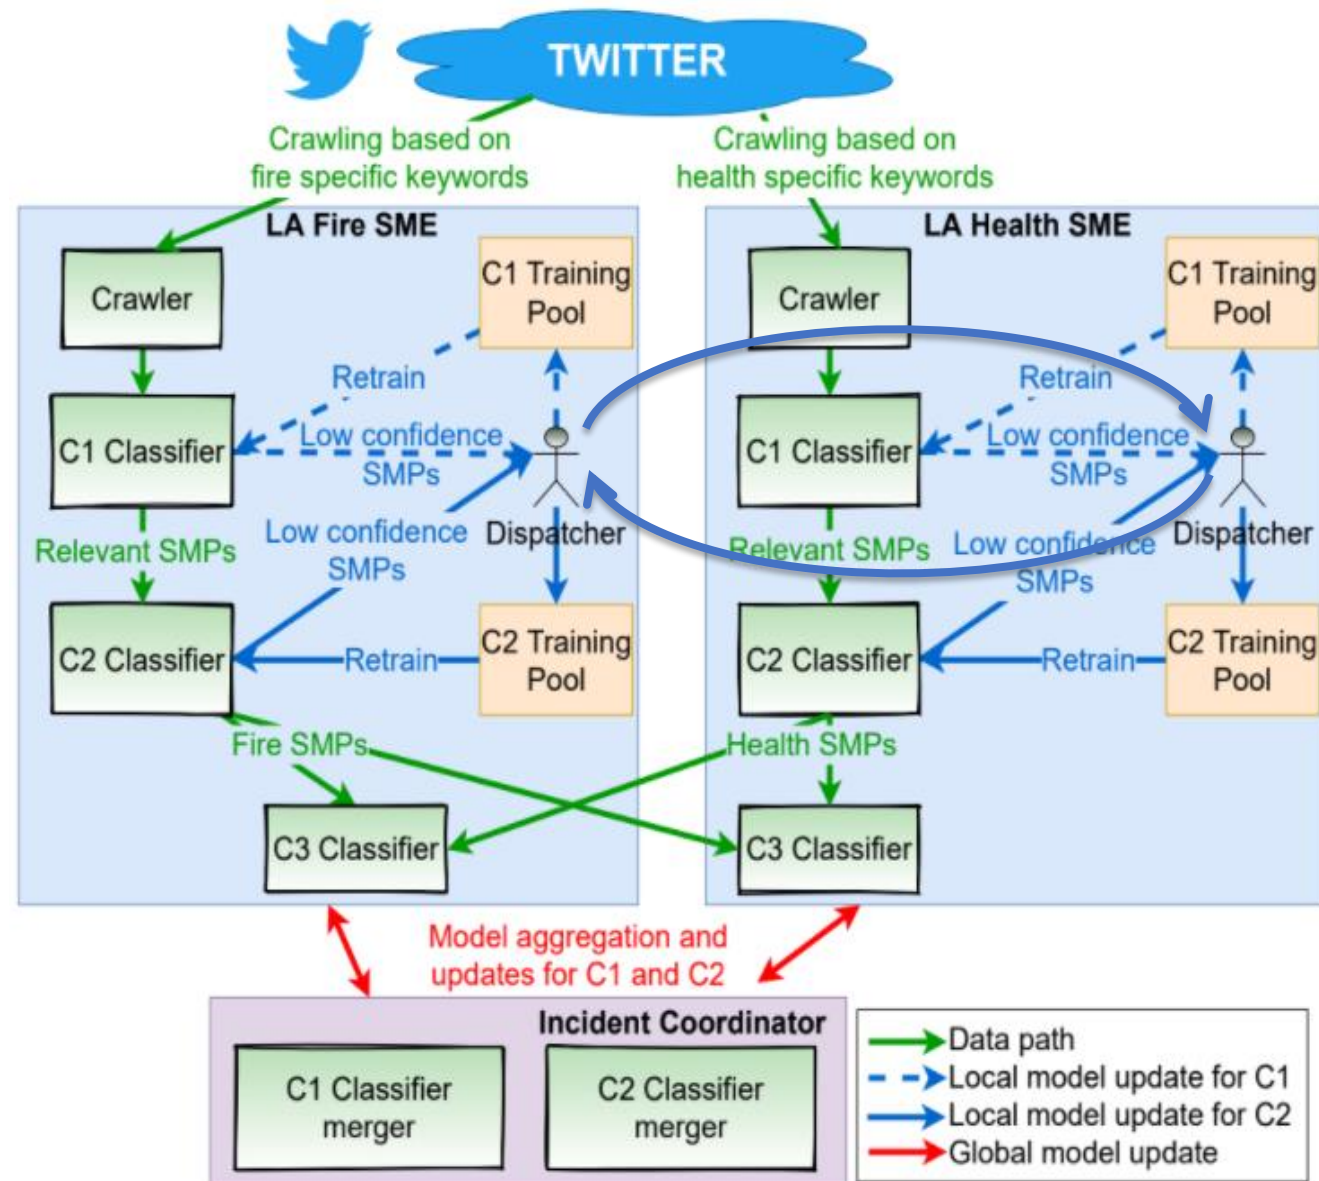 TWITTER
Crawling based on
fire specific keywords
Crawling based on
health specific keywords
LA Fire SME
Crawler
C1 Training
Pool
Retrain
C1 Classifier
Low confidence
SMPs
Dispatcher
Relevant SMPs
Low confidence
SMPs
C2 Classifier
Retrain
C2 Training
Pool
Fire SMPs
C3 Classifier
LA Health SME
Crawler
C1 Training
Pool
Retrain
C1 Classifier
Low confidence
SMPs
Dispatcher
Relevant SMPs
Low confidence
SMPs
C2 Classifier
Retrain
C2 Training
Pool
Health SMPs
C3 Classifier
Model aggregation and
updates for C1 and C2
Incident Coordinator
C1 Classifier
merger
C2 Classifier
merger
Data path
Local model update for C1
Local model update for C2
Global model update